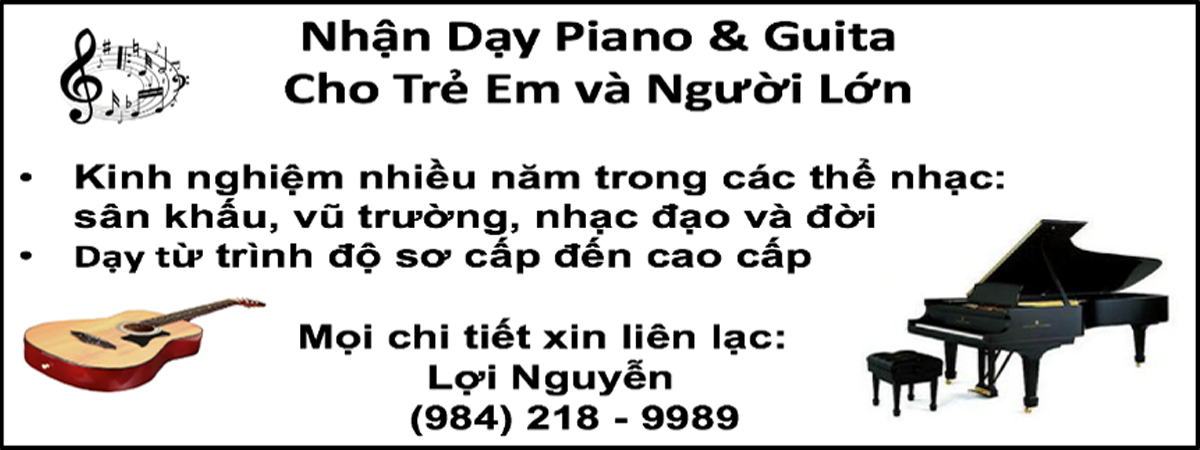 Nhận Dạy Piano & Guita
Cho Trẻ Em và Người Lớn
• Kinh nghiệm nhiều năm trong các thể nhạc:
sân khấu, vũ trường, nhạc đạo và đời
• Dạy từ trình độ sơ cấp đến cao cấp
Mọi chi tiết xin liên lạc:
Lợi Nguyễn
(984) 218 - 9989